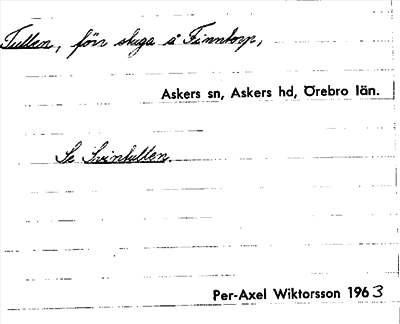 Tullen, förr stuga å Finntorp,
Askers sn, Askers hd, Örebro län.
Se Svintullen.
Per-Axel Wiktorsson 1963